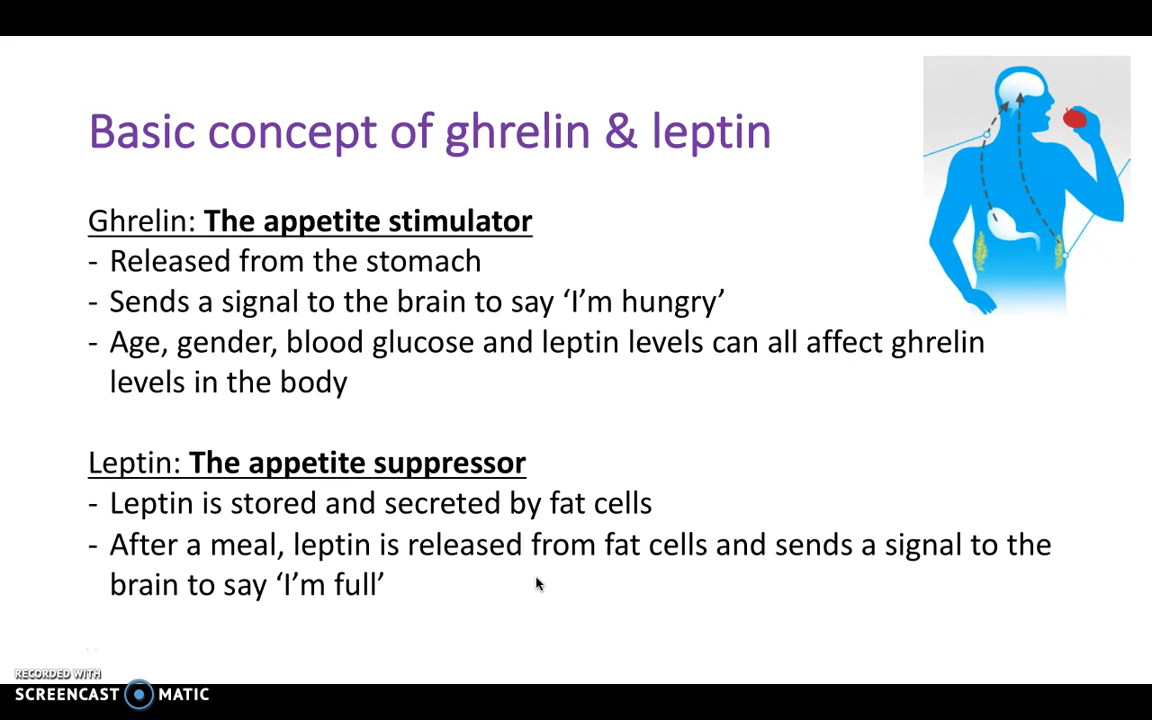 Basic concept of ghrelin & leptin
Ghrelin: The appetite stimulator
- Released from the stomach
- Sends a signal to the brain to say ‘I’m hungry’
- Age, gender, blood glucose and leptin levels can all affect ghrelin
levels in the body
Leptin: The appetite suppressor
- Leptin is stored and secreted by fat cells
- After a meal, leptin is released from fat cells and sends a signal to the
brain to say ‘I’m full’
RECORDED WITH
SCREENCAST MATIC